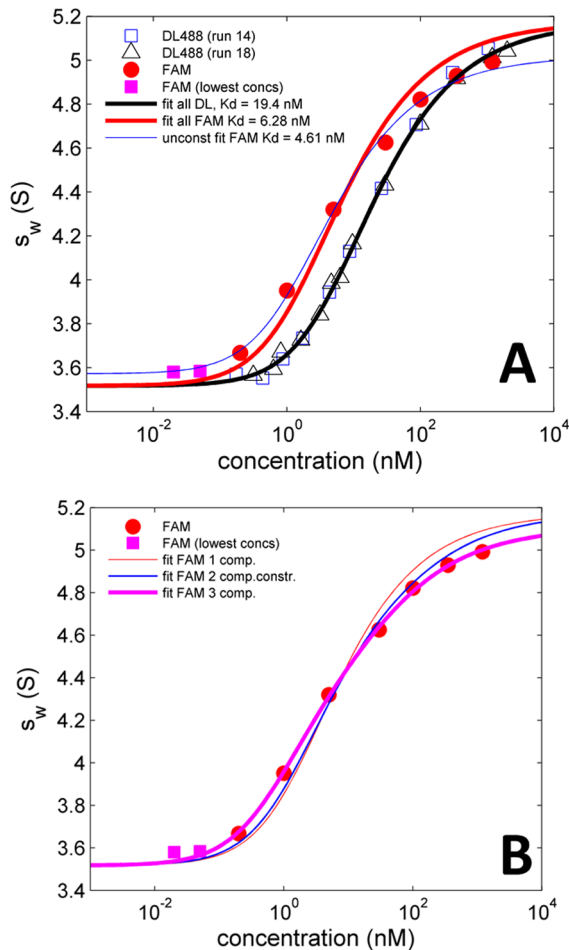 5.2
5
4.8
4.6
4.4
4.2
4
3.8
3.6
3.4
s_w (S)
DL488 (run 14)
DL488 (run 18)
FAM
FAM (lowest concs)
fit all DL, Kd = 19.4 nM
fit all FAM Kd = 6.28 nM
unconst fit FAM Kd = 4.61 nM
A
10^-2 10^0 10^2 10^4
concentration (nM)
5.2
5
4.8
4.6
4.4
4.2
4
3.8
3.6
3.4
s_w (S)
FAM
FAM (lowest concs)
fit FAM 1 comp.
fit FAM 2 comp.constr.
fit FAM 3 comp.
B
10^-2 10^0 10^2 10^4
concentration (nM)